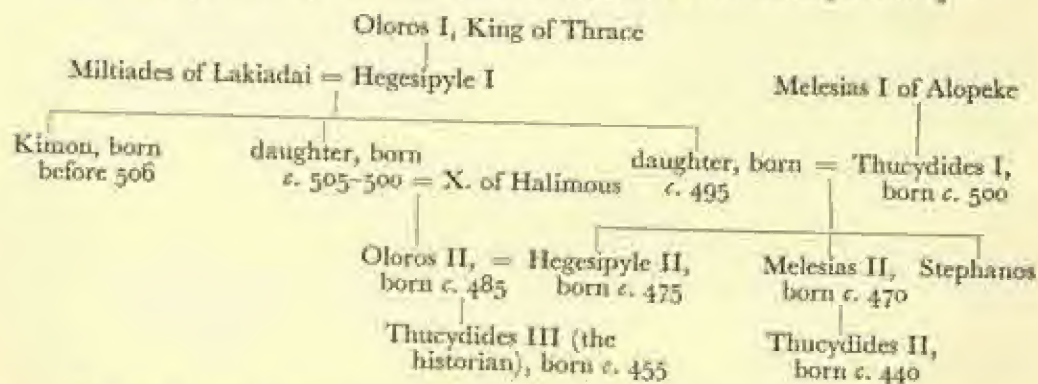 Oloros I, King of Thrace
Miltiades of Lakiadai = Hegesipyle I
Melesias I of Alopeke
Kimon, born
before 506
daughter, born
c. 505–500 = X. of Halimous
daughter, born = Thucydides I,
c. 495
born c. 500
Oloros II, = Hegesipyle II,
born c. 485
born c. 475
Melesias II,
born c. 470
Stephanos
Thucydides III (the
historian), born c. 455
Thucydides II,
born c. 440